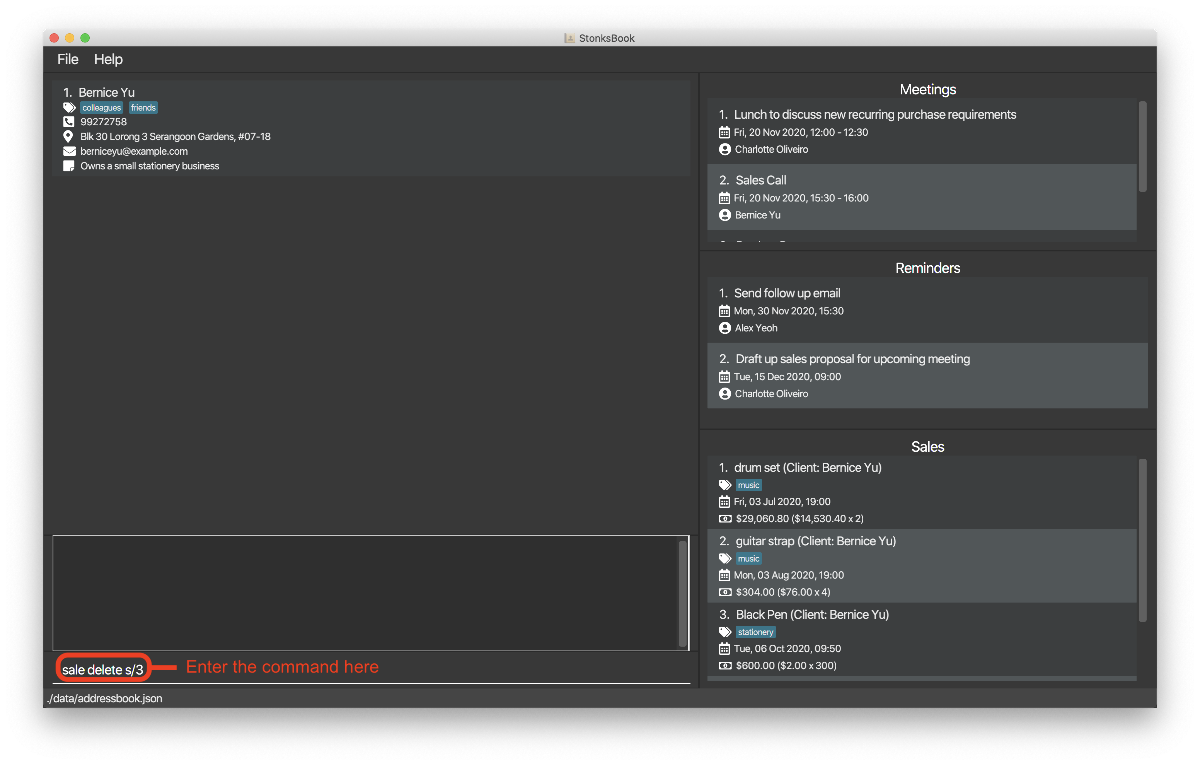 StonksBook
File Help
1. Bernice Yu
colleagues friends
99272758
Blk 30 Lorong 3 Serangoon Gardens, #07-18
berniceyu@example.com
Owns a small stationery business
sale delete s/3
Enter the command here
./data/addressbook.json
Meetings
1. Lunch to discuss new recurring purchase requirements
Fri, 20 Nov 2020, 12:00 - 12:30
Charlotte Oliveiro
2. Sales Call
Fri, 20 Nov 2020, 15:30 - 16:00
Bernice Yu
Reminders
1. Send follow up email
Mon, 30 Nov 2020, 15:30
Alex Yeoh
2. Draft up sales proposal for upcoming meeting
Tue, 15 Dec 2020, 09:00
Charlotte Oliveiro
Sales
1. drum set (Client: Bernice Yu)
music
Fri, 03 Jul 2020, 19:00
$29,060.80 ($14,530.40 x 2)
2. guitar strap (Client: Bernice Yu)
music
Mon, 03 Aug 2020, 19:00
$304.00 ($76.00 x 4)
3. Black Pen (Client: Bernice Yu)
stationery
Tue, 06 Oct 2020, 09:50
$600.00 ($2.00 x 300)